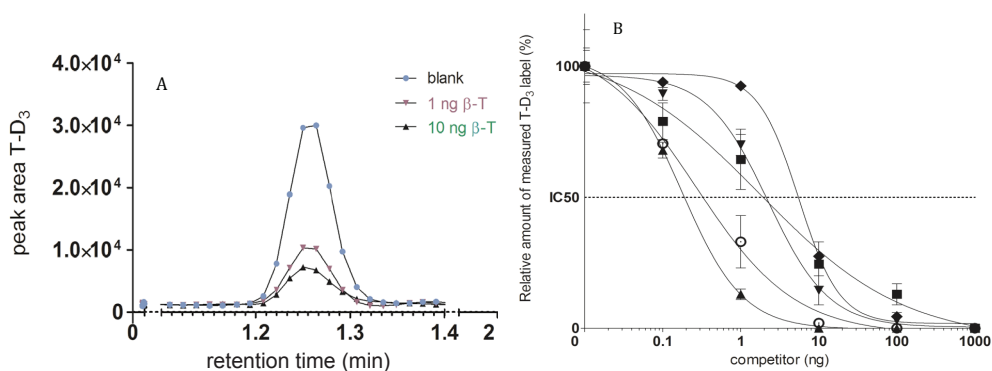 A
4.0×10⁴
3.0×10⁴
2.0×10⁴
1.0×10⁴
0
peak area T-D₃
1.2
1.3
1.4
2
0
retention time (min)
blank
1 ng β-T
10 ng β-T
B
Relative amount of measured T-D₃ label (%)
100
IC50
0
0.1
1
10
100
1000
competitor (ng)